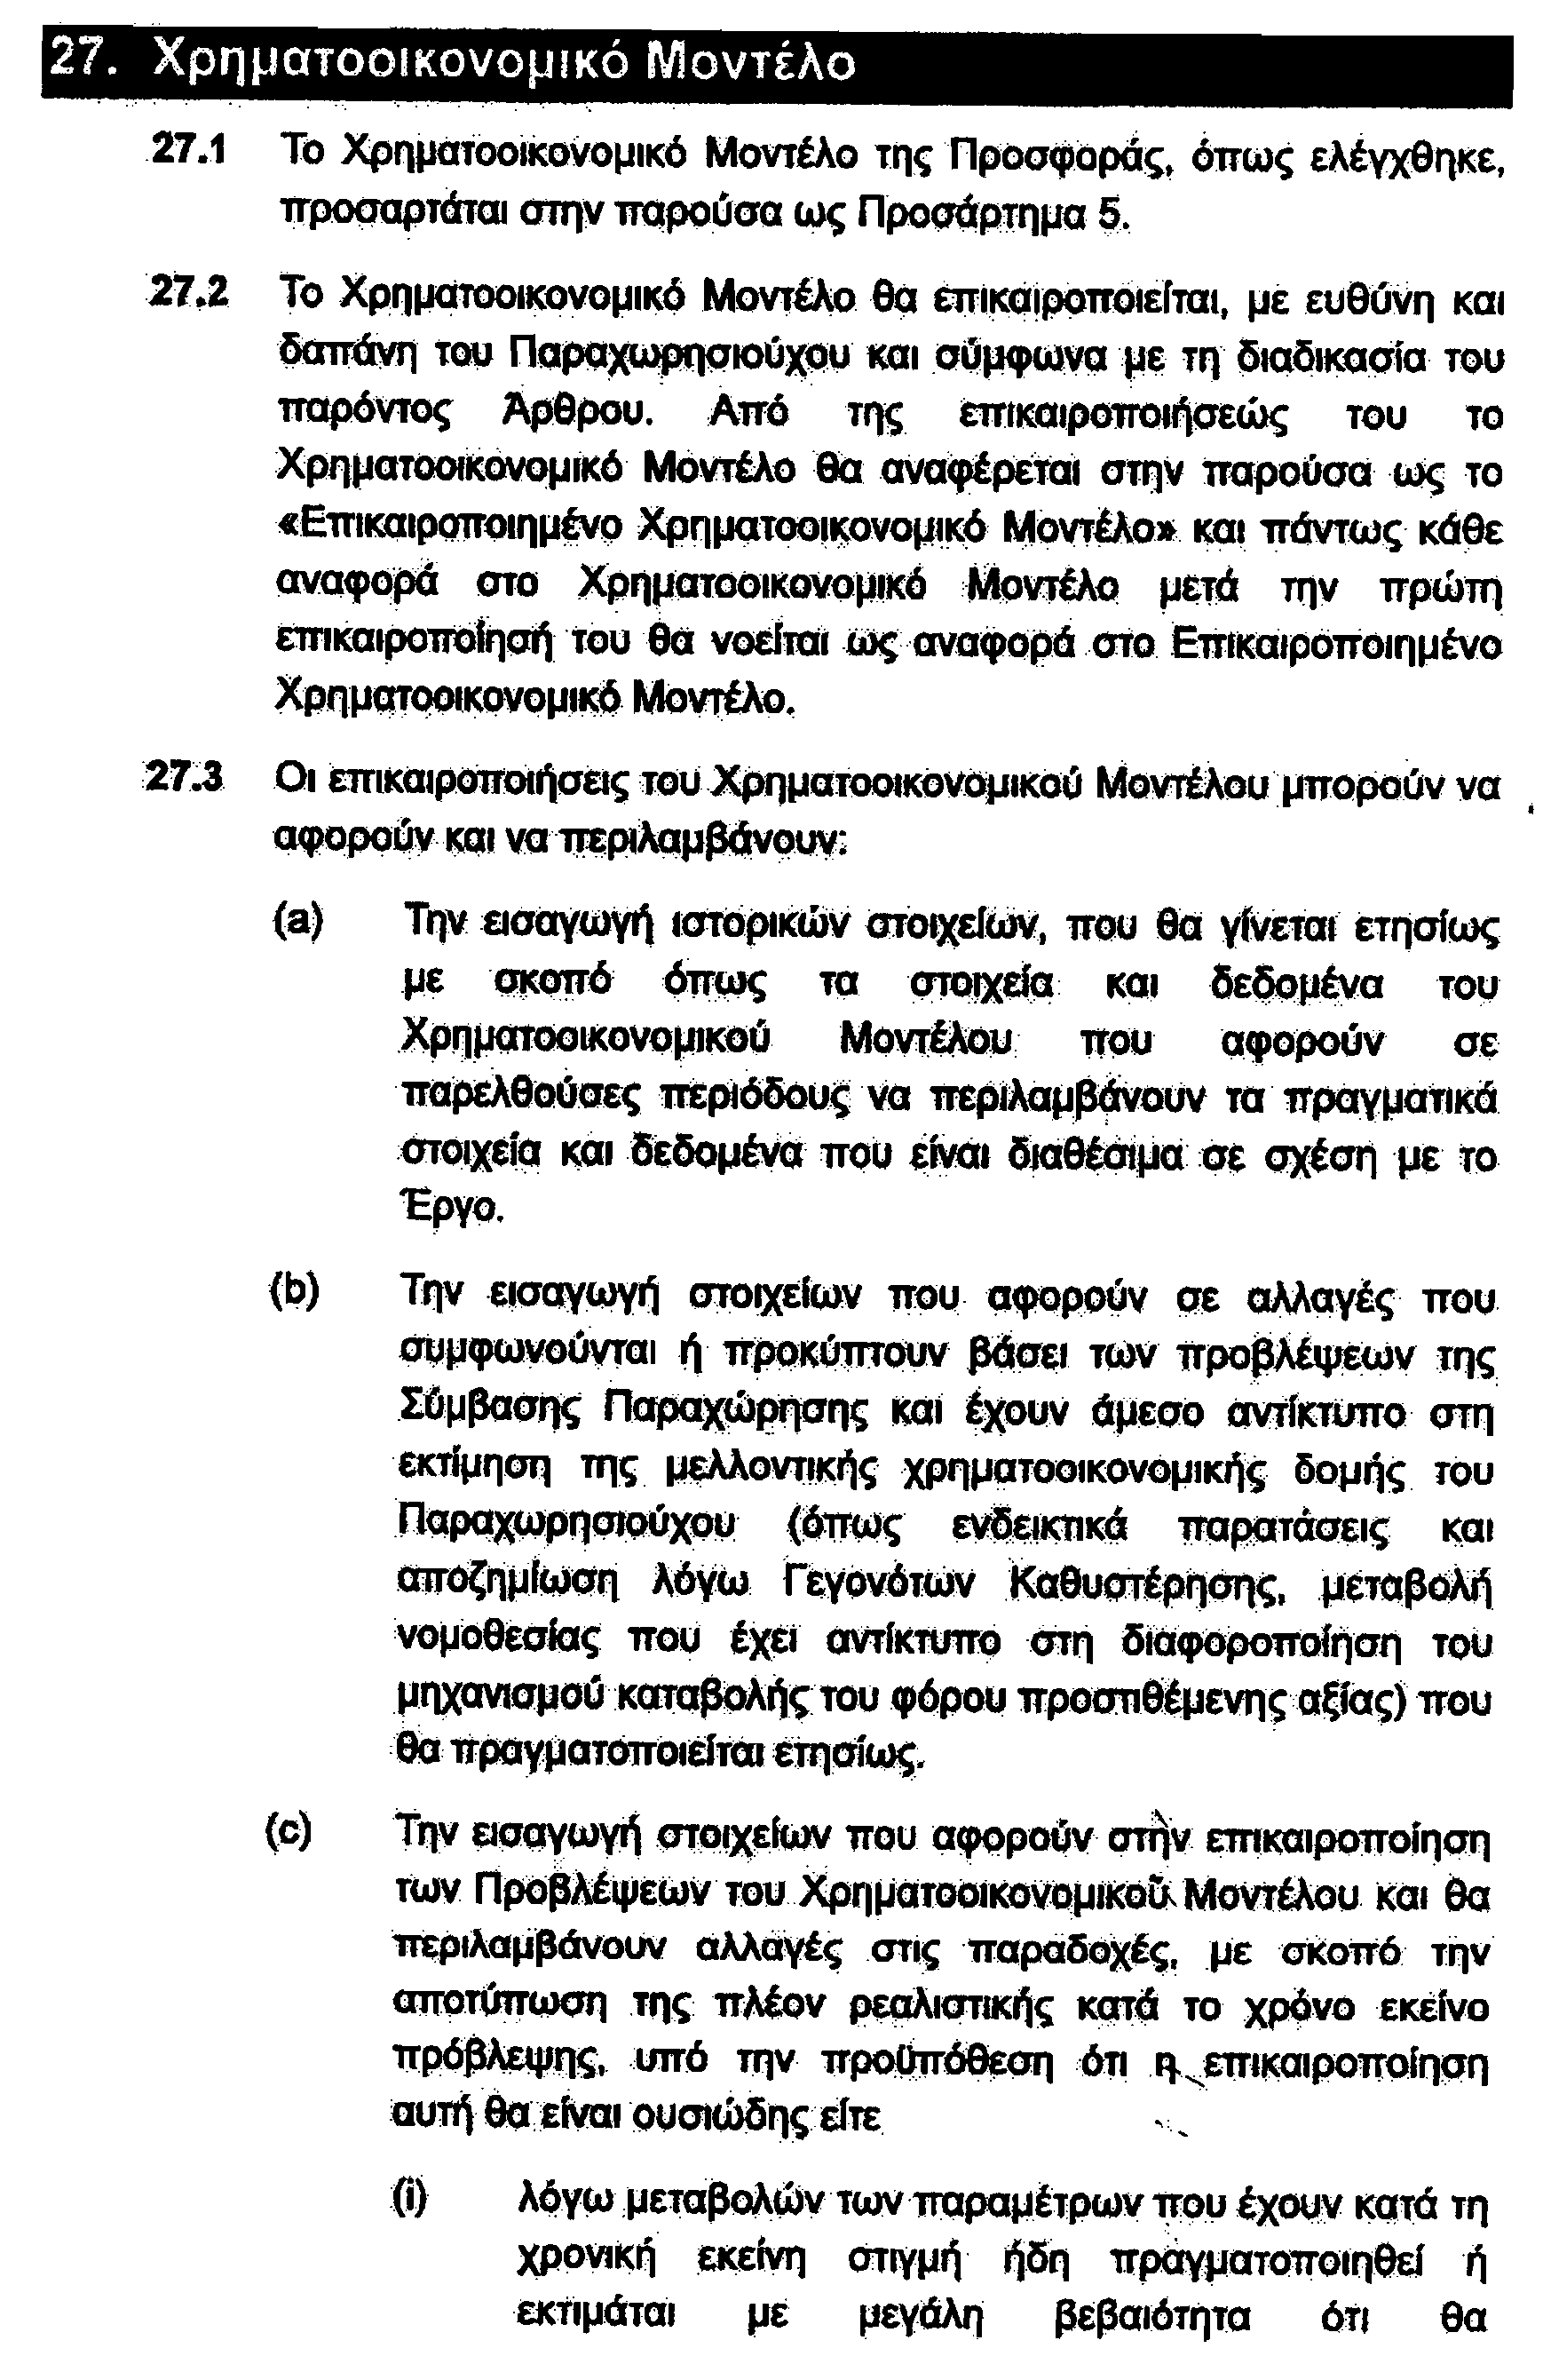 27. Χρηματοοικονομικό Μοντέλο
27.1 Το Χρηματοοικονομικό Μοντέλο της Προσφοράς, όπως ελέγχθηκε,
προσαρτάται στην παρούσα ως Προσάρτημα 5.
27.2 Το Χρηματοοικονομικό Μοντέλο θα επικαιροποιείται, με ευθύνη και
δαπάνη του Παραχωρησιούχου και σύμφωνα με τη διαδικασία του
παρόντος Άρθρου. Από της επικαιροποιήσεώς του το
Χρηματοοικονομικό Μοντέλο θα αναφέρεται στην παρούσα ως το
«Επικαιροποιημένο Χρηματοοικονομικό Μοντέλο» και πάντως κάθε
αναφορά στο Χρηματοοικονομικό Μοντέλο μετά την πρώτη
επικαιροποίησή του θα νοείται ως αναφορά στο Επικαιροποιημένο
Χρηματοοικονομικό Μοντέλο.
27.3 Οι επικαιροποιήσεις του Χρηματοοικονομικού Μοντέλου μπορούν να
αφορούν και να περιλαμβάνουν:
(a) Την εισαγωγή ιστορικών στοιχείων, που θα γίνεται ετησίως
με σκοπό όπως τα στοιχεία και δεδομένα του
Χρηματοοικονομικού Μοντέλου που αφορούν σε
παρελθούσες περιόδους να περιλαμβάνουν τα πραγματικά
στοιχεία και δεδομένα που είναι διαθέσιμα σε σχέση με το
Έργο.
(b) Την εισαγωγή στοιχείων που αφορούν σε αλλαγές που
συμφωνούνται ή προκύπτουν βάσει των προβλέψεων της
Σύμβασης Παραχώρησης και έχουν άμεσο αντίκτυπο στη
εκτίμηση της μελλοντικής χρηματοοικονομικής δομής του
Παραχωρησιούχου (όπως ενδεικτικά παρατάσεις και
αποζημίωση λόγω Γεγονότων Καθυστέρησης, μεταβολή
νομοθεσίας που έχει αντίκτυπο στη διαφοροποίηση του
μηχανισμού καταβολής του φόρου προστιθέμενης αξίας) που
θα πραγματοποιείται ετησίως.
(c) Την εισαγωγή στοιχείων που αφορούν στην επικαιροποίηση
των Προβλέψεων του Χρηματοοικονομικού Μοντέλου και θα
περιλαμβάνουν αλλαγές στις παραδοχές, με σκοπό την
αποτύπωση της πλέον ρεαλιστικής κατά το χρόνο εκείνο
πρόβλεψης, υπό την προϋπόθεση ότι η επικαιροποίηση
αυτή θα είναι ουσιώδης είτε
(i) λόγω μεταβολών των παραμέτρων που έχουν κατά τη
χρονική εκείνη στιγμή ήδη πραγματοποιηθεί ή
εκτιμάται με μεγάλη βεβαιότητα ότι θα